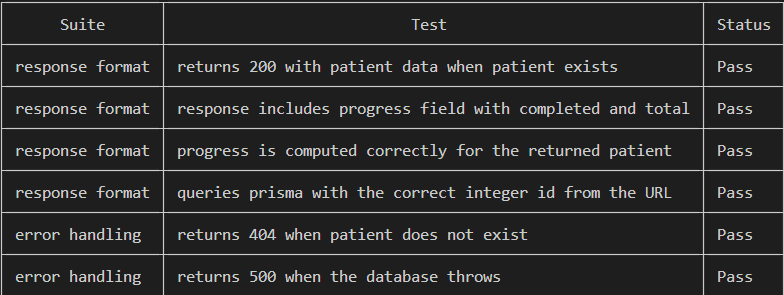 Suite Test Status
response format returns 200 with patient data when patient exists Pass
response format response includes progress field with completed and total Pass
response format progress is computed correctly for the returned patient Pass
response format queries prisma with the correct integer id from the URL Pass
error handling returns 404 when patient does not exist Pass
error handling returns 500 when the database throws Pass